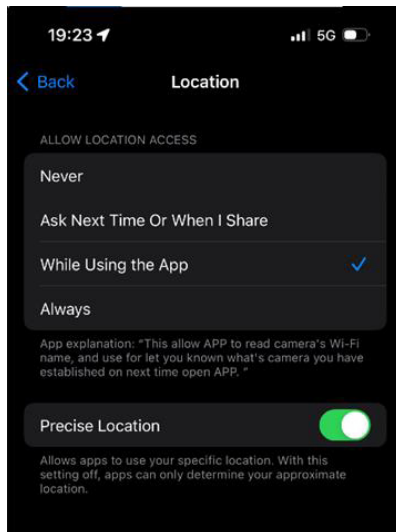 19:23
5G
Back
Location
ALLOW LOCATION ACCESS
Never
Ask Next Time Or When I Share
While Using the App
Always
App explanation: "This allow APP to read camera's Wi-Fi
name, and use for let you known what's camera you have
established on next time open APP. "
Precise Location
Allows apps to use your specific location. With this
setting off, apps can only determine your approximate
location.